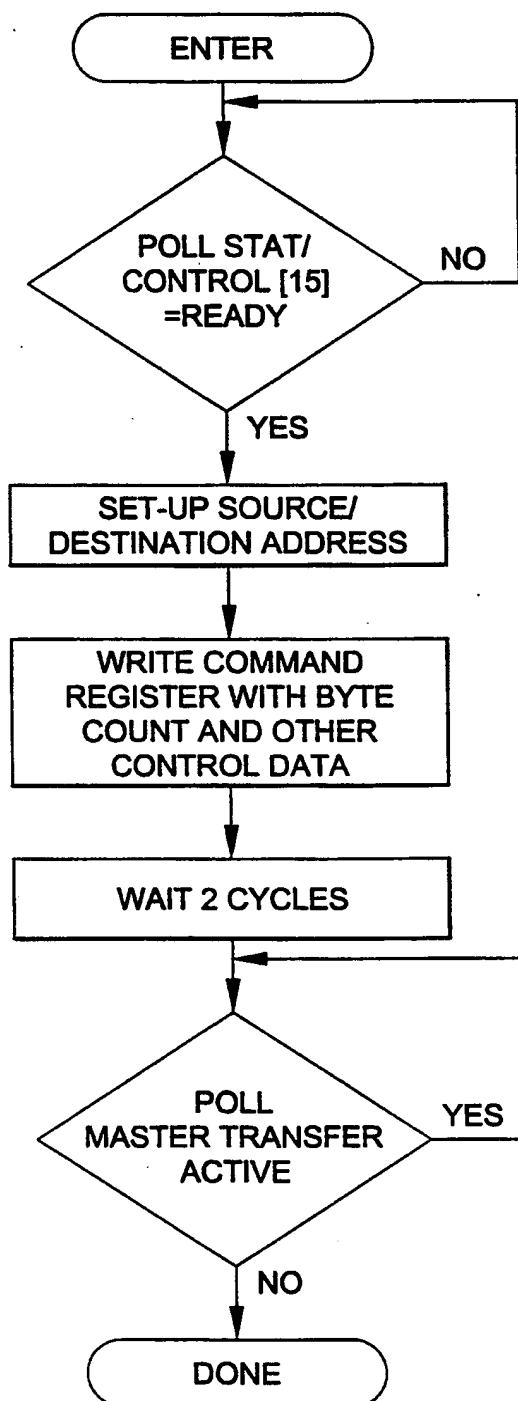 ENTER
POLL STAT/
CONTROL [15]
=READY
NO
YES
SET-UP SOURCE/
DESTINATION ADDRESS
WRITE COMMAND
REGISTER WITH BYTE
COUNT AND OTHER
CONTROL DATA
WAIT 2 CYCLES
POLL
MASTER TRANSFER
ACTIVE
YES
NO
DONE